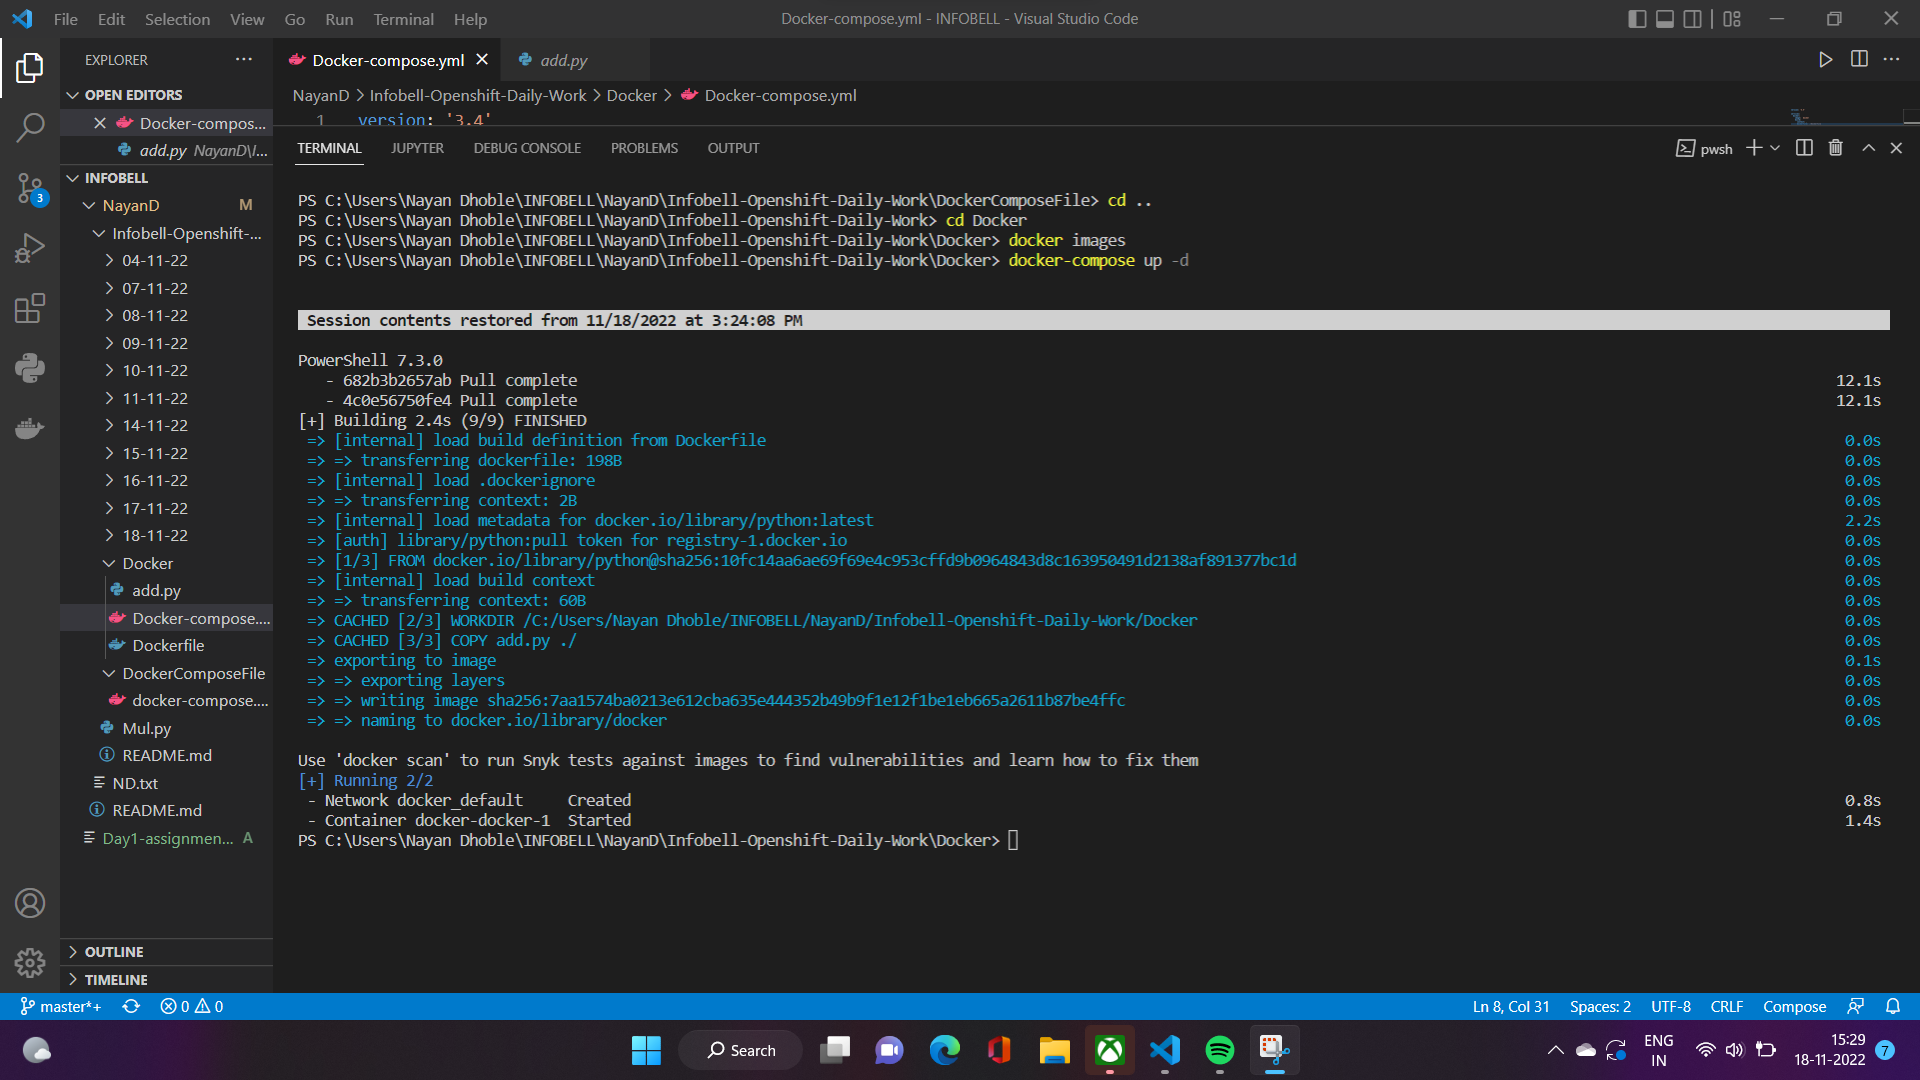 File Edit Selection View Go Run Terminal Help
Docker-compose.yml - INFOBELL - Visual Studio Code
EXPLORER
OPEN EDITORS
Docker-compos...
add.py NayanD\I...
INFOBELL
NayanD M
Infobell-Openshift-...
04-11-22
07-11-22
08-11-22
09-11-22
10-11-22
11-11-22
14-11-22
15-11-22
16-11-22
17-11-22
18-11-22
Docker
add.py
Docker-compose....
Dockerfile
DockerComposeFile
docker-compose....
Mul.py
README.md
ND.txt
README.md
Day1-assignmen... A
OUTLINE
TIMELINE
3
Docker-compose.yml add.py
NayanD > Infobell-Openshift-Daily-Work > Docker > Docker-compose.yml
1 version: '3.4'
TERMINAL JUPYTER DEBUG CONSOLE PROBLEMS OUTPUT
pwsh
PS C:\Users\Nayan Dhoble\INFOBELL\NayanD\Infobell-Openshift-Daily-Work\DockerComposeFile> cd ..
PS C:\Users\Nayan Dhoble\INFOBELL\NayanD\Infobell-Openshift-Daily-Work> cd Docker
PS C:\Users\Nayan Dhoble\INFOBELL\NayanD\Infobell-Openshift-Daily-Work\Docker> docker images
PS C:\Users\Nayan Dhoble\INFOBELL\NayanD\Infobell-Openshift-Daily-Work\Docker> docker-compose up -d
Session contents restored from 11/18/2022 at 3:24:08 PM
PowerShell 7.3.0
- 682b3b2657ab Pull complete 12.1s
- 4c0e56750fe4 Pull complete 12.1s
[+] Building 2.4s (9/9) FINISHED
=> [internal] load build definition from Dockerfile 0.0s
=> => transferring dockerfile: 198B 0.0s
=> [internal] load .dockerignore 0.0s
=> => transferring context: 2B 0.0s
=> [internal] load metadata for docker.io/library/python:latest 2.2s
=> [auth] library/python:pull token for registry-1.docker.io 0.0s
=> [1/3] FROM docker.io/library/python@sha256:10fc14aa6ae69f69e4c953cffd9b0964843d8c163950491d2138af891377bc1d 0.0s
=> [internal] load build context 0.0s
=> => transferring context: 60B 0.0s
=> CACHED [2/3] WORKDIR /C:/Users/Nayan Dhoble/INFOBELL/NayanD/Infobell-Openshift-Daily-Work/Docker 0.0s
=> CACHED [3/3] COPY add.py ./ 0.0s
=> exporting to image 0.1s
=> => exporting layers 0.0s
=> => writing image sha256:7aa1574ba0213e612cba635e444352b49b9f1e12f1be1eb665a2611b87be4ffc 0.0s
=> => naming to docker.io/library/docker 0.0s
Use 'docker scan' to run Snyk tests against images to find vulnerabilities and learn how to fix them
[+] Running 2/2
- Network docker_default Created 0.8s
- Container docker-docker-1 Started 1.4s
PS C:\Users\Nayan Dhoble\INFOBELL\NayanD\Infobell-Openshift-Daily-Work\Docker>
master*+ 0 0 Ln 8, Col 31 Spaces: 2 UTF-8 CRLF Compose
Search
ENG
IN
15:29
18-11-2022
7